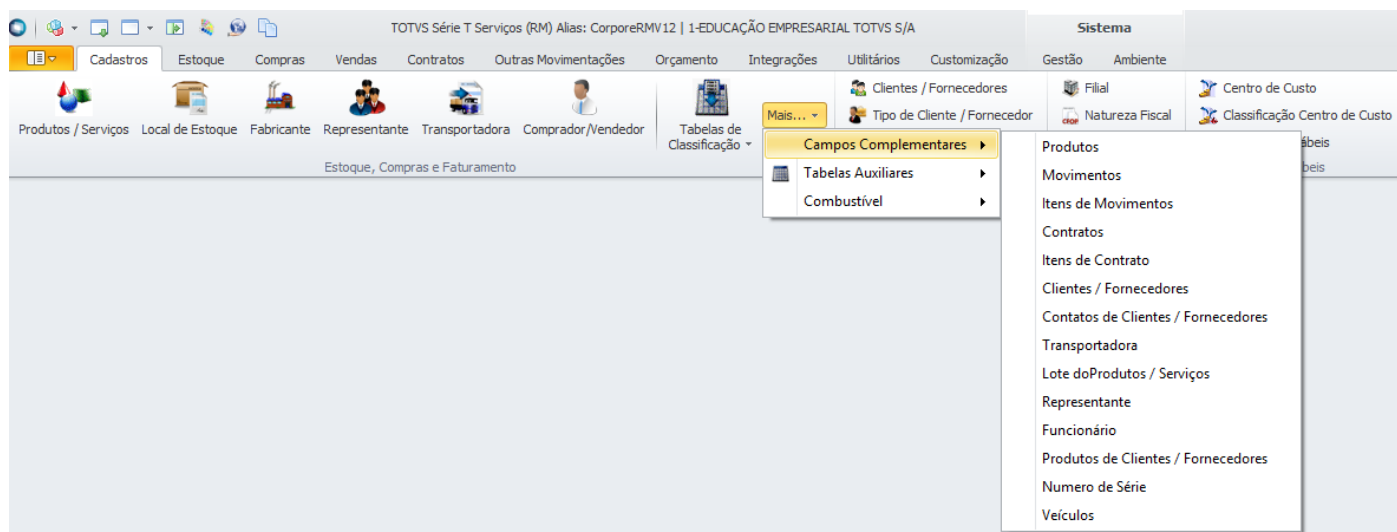 TOTVS Série T Serviços (RM) Alias: CorporeRMV12 | 1-EDUCAÇÃO EMPRESARIAL TOTVS S/A
Sistema
Cadastros Estoque Compras Vendas Contratos Outras Movimentações Orçamento Integrações Utilitários Customização Gestão Ambiente
Produtos / Serviços Local de Estoque Fabricante Representante Transportadora Comprador/Vendedor
Tabelas de
Classificação
Mais...
Clientes / Fornecedores
Tipo de Cliente / Fornecedor
Filial
CFOP Natureza Fiscal
Centro de Custo
Classificação Centro de Custo
ábeis
Estoque, Compras e Faturamento
beis
Campos Complementares
Tabelas Auxiliares
Combustível
Produtos
Movimentos
Itens de Movimentos
Contratos
Itens de Contrato
Clientes / Fornecedores
Contatos de Clientes / Fornecedores
Transportadora
Lote doProdutos / Serviços
Representante
Funcionário
Produtos de Clientes / Fornecedores
Numero de Série
Veículos